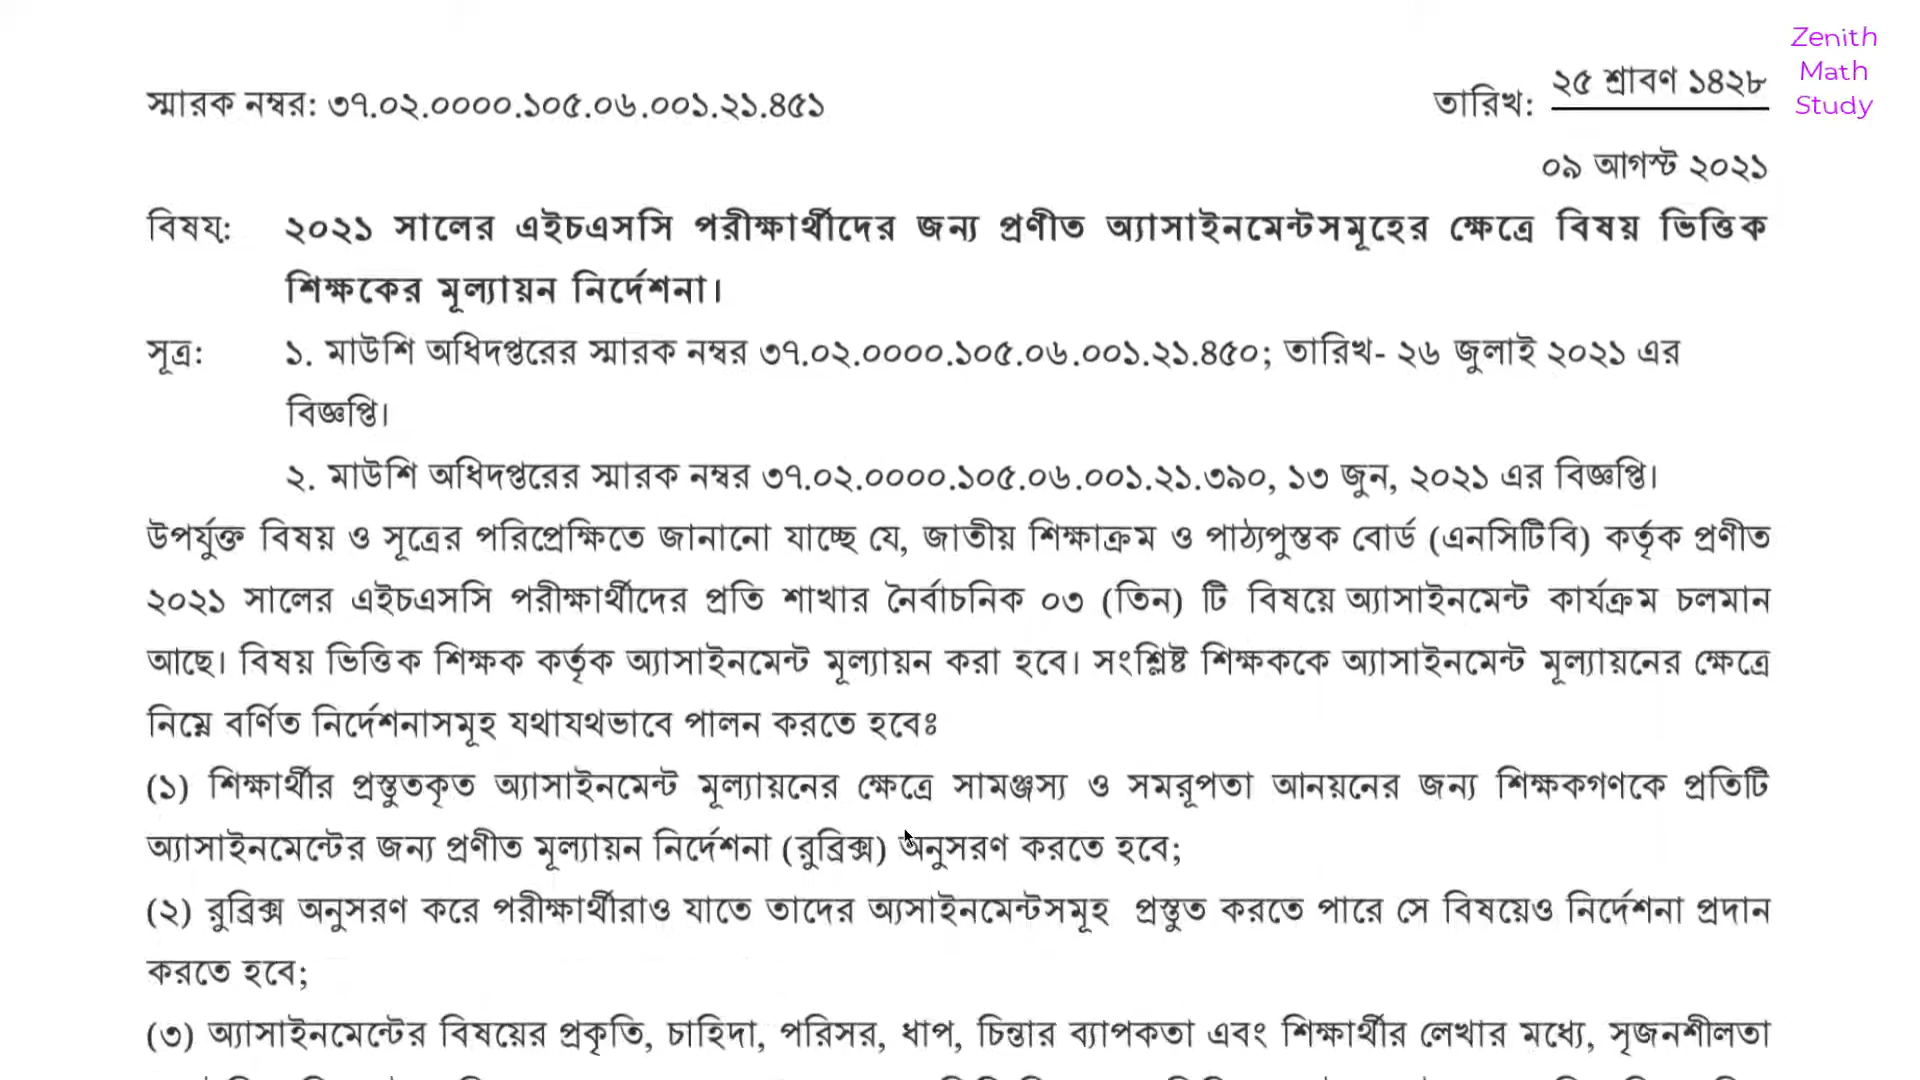 Zenith
Math
Study
স্মারক নম্বর: ৩৭.০২.০০০০.১০৫.০৬.০০১.২১.৪৫১
তারিখ: ২৫ শ্রাবণ ১৪২৮
০৯ আগস্ট ২০২১
বিষয়: ২০২১ সালের এইচএসসি পরীক্ষার্থীদের জন্য প্রণীত অ্যাসাইনমেন্টসমূহের ক্ষেত্রে বিষয় ভিত্তিক
শিক্ষকের মূল্যায়ন নির্দেশনা।
সূত্র: ১. মাউশি অধিদপ্তরের স্মারক নম্বর ৩৭.০২.০০০০.১০৫.০৬.০০১.২১.৪৫০; তারিখ- ২৬ জুলাই ২০২১ এর
বিজ্ঞপ্তি।
২. মাউশি অধিদপ্তরের স্মারক নম্বর ৩৭.০২.০০০০.১০৫.০৬.০০১.২১.৩৯০, ১৩ জুন, ২০২১ এর বিজ্ঞপ্তি।
উপর্যুক্ত বিষয় ও সূত্রের পরিপ্রেক্ষিতে জানানো যাচ্ছে যে, জাতীয় শিক্ষাক্রম ও পাঠ্যপুস্তক বোর্ড (এনসিটিবি) কর্তৃক প্রণীত
২০২১ সালের এইচএসসি পরীক্ষার্থীদের প্রতি শাখার নৈর্বাচনিক ০৩ (তিন) টি বিষয়ে অ্যাসাইনমেন্ট কার্যক্রম চলমান
আছে। বিষয় ভিত্তিক শিক্ষক কর্তৃক অ্যাসাইনমেন্ট মূল্যায়ন করা হবে। সংশ্লিষ্ট শিক্ষককে অ্যাসাইনমেন্ট মূল্যায়নের ক্ষেত্রে
নিম্নে বর্ণিত নির্দেশনাসমূহ যথাযথভাবে পালন করতে হবেঃ
(১) শিক্ষার্থীর প্রস্তুতকৃত অ্যাসাইনমেন্ট মূল্যায়নের ক্ষেত্রে সামঞ্জস্য ও সমরূপতা আনয়নের জন্য শিক্ষকগণকে প্রতিটি
অ্যাসাইনমেন্টের জন্য প্রণীত মূল্যায়ন নির্দেশনা (রুব্রিক্স) অনুসরণ করতে হবে;
(২) রুব্রিক্স অনুসরণ করে পরীক্ষার্থীরাও যাতে তাদের অ্যসাইনমেন্টসমূহ প্রস্তুত করতে পারে সে বিষয়েও নির্দেশনা প্রদান
করতে হবে;
(৩) অ্যাসাইনমেন্টের বিষয়ের প্রকৃতি, চাহিদা, পরিসর, ধাপ, চিন্তার ব্যাপকতা এবং শিক্ষার্থীর লেখার মধ্যে, সৃজনশীলতা